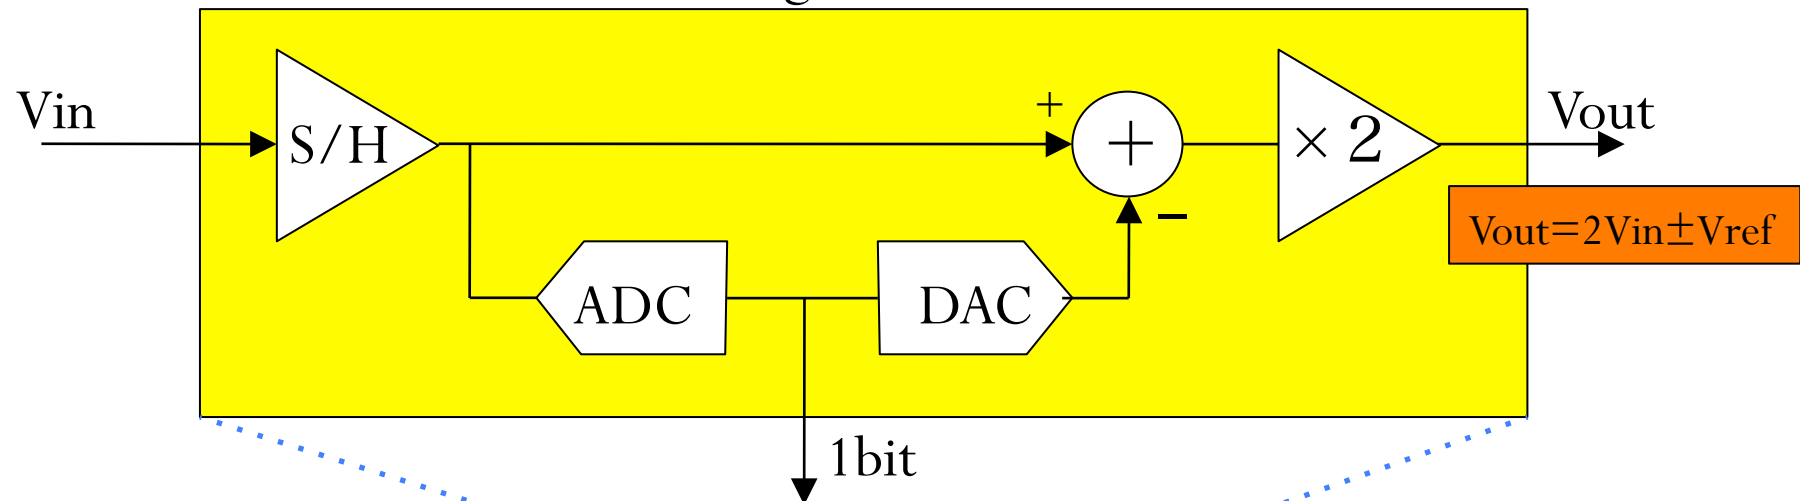 Vin
S/H
+
+
× 2
Vout
−
Vout=2Vin±Vref
ADC
DAC
1bit